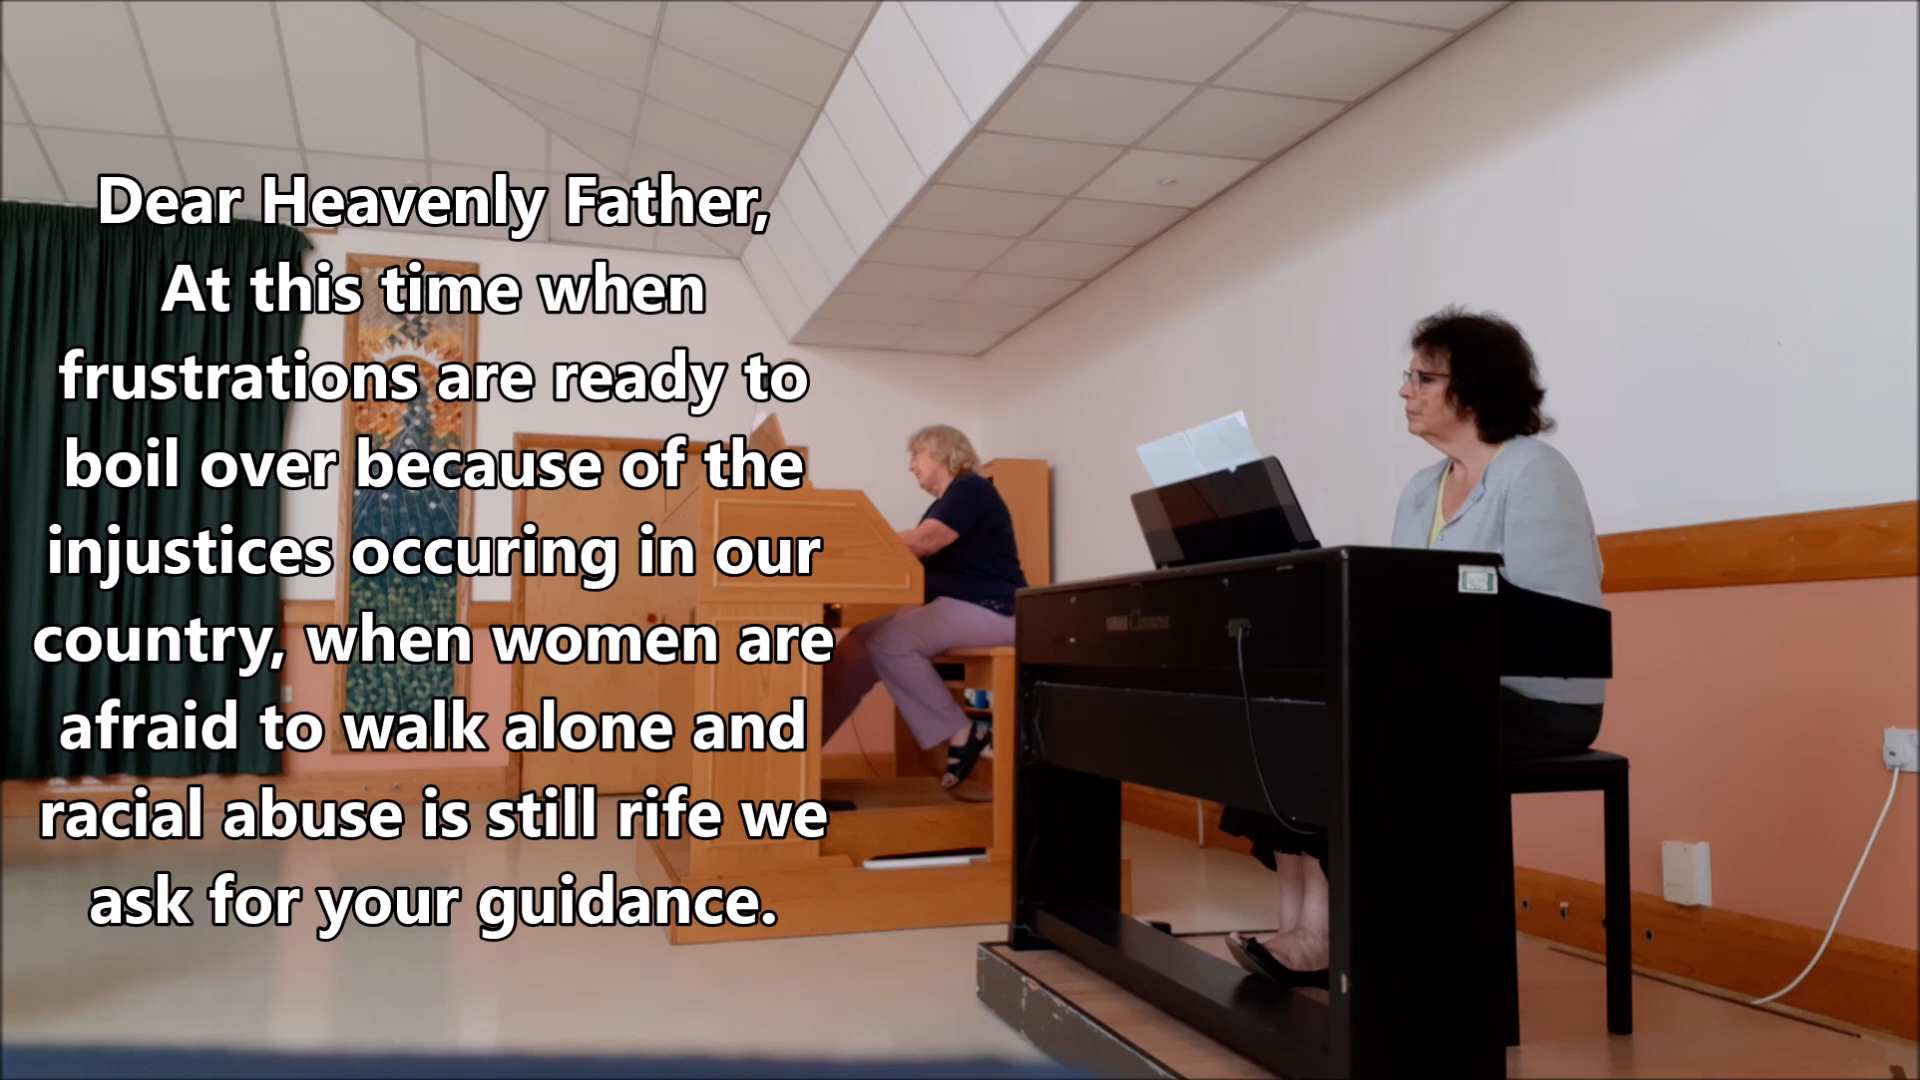 Dear Heavenly Father,
At this time when
frustrations are ready to
boil over because of the
injustices occuring in our
country, when women are
afraid to walk alone and
racial abuse is still rife we
ask for your guidance.
YAMAHA Clavinova